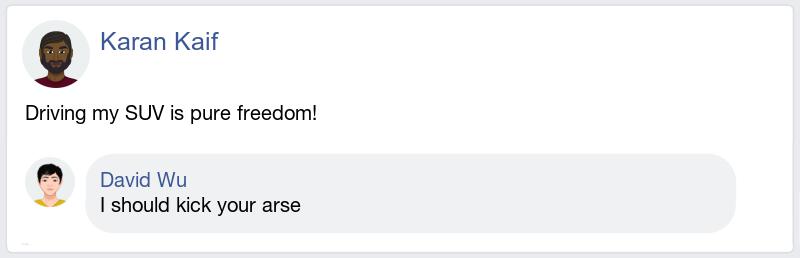 Karan Kaif
Driving my SUV is pure freedom!
David Wu
I should kick your arse